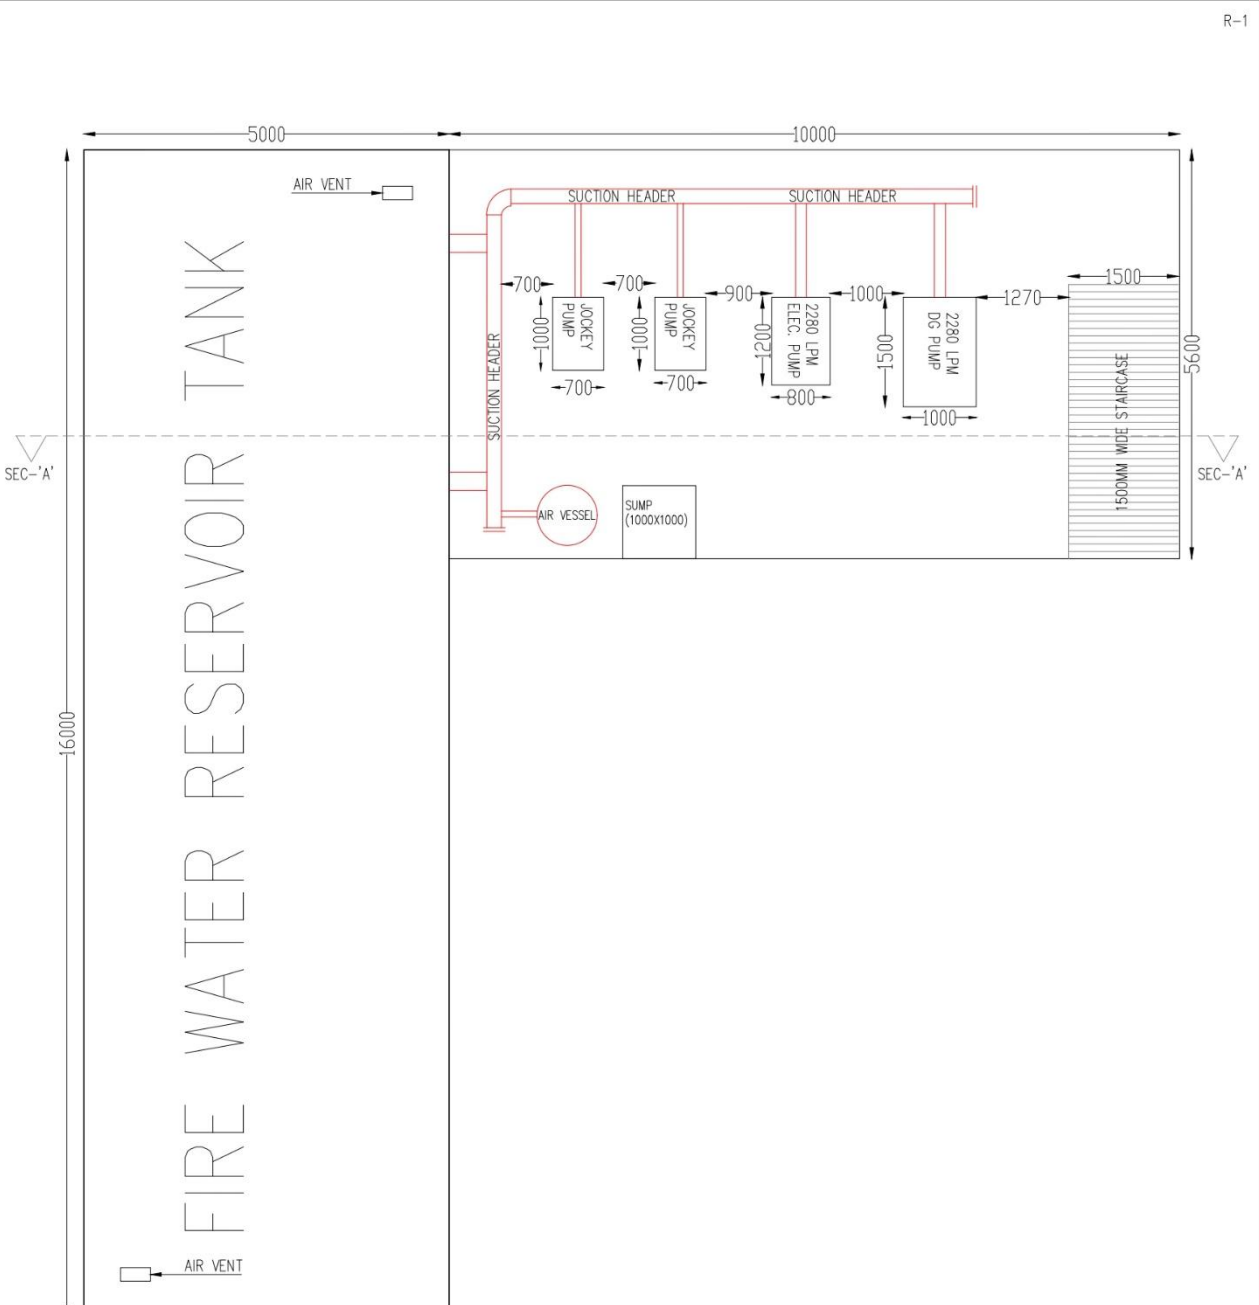 R-1
5000
10000
AIR VENT
SUCTION HEADER
SUCTION HEADER
700
700
900
1000
1270
1500
1000
JOCKEY
PUMP
1000
JOCKEY
PUMP
1200
2280 LPM
ELEC. PUMP
1500
2280 LPM
DG PUMP
700
700
800
1000
SUCTION HEADER
1500MM WIDE STAIRCASE
5600
SEC-'A'
SEC-'A'
AIR VESSEL
SUMP
(1000X1000)
16000
FIRE WATER RESERVOIR TANK
AIR VENT